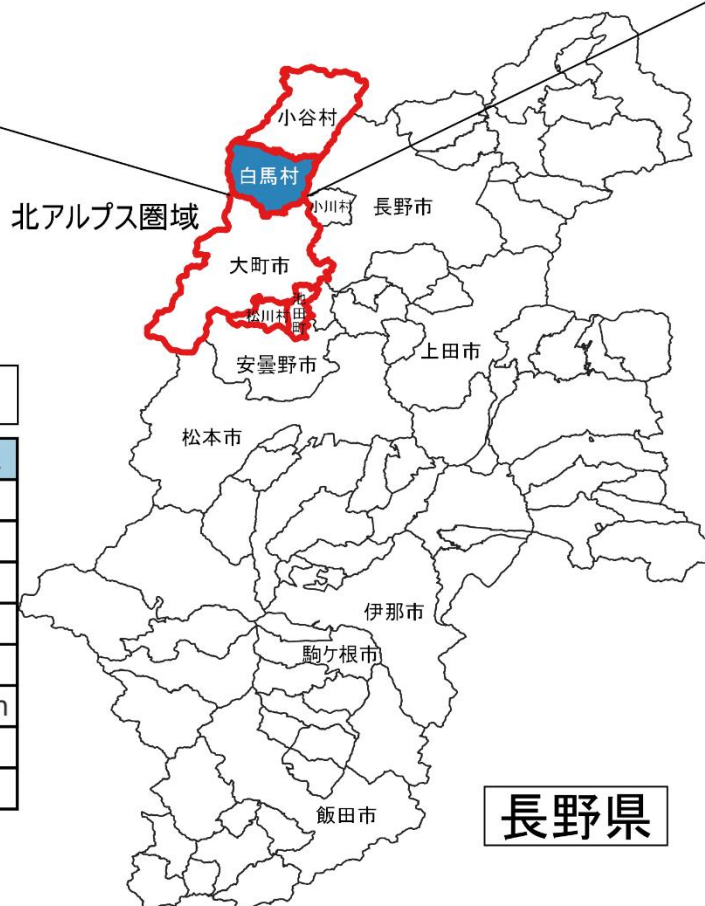 小谷村
白馬村
北アルプス圏域
小川村
長野市
大町市
松川村
池田町
安曇野市
上田市
松本市
伊那市
駒ケ根市
飯田市
長野県